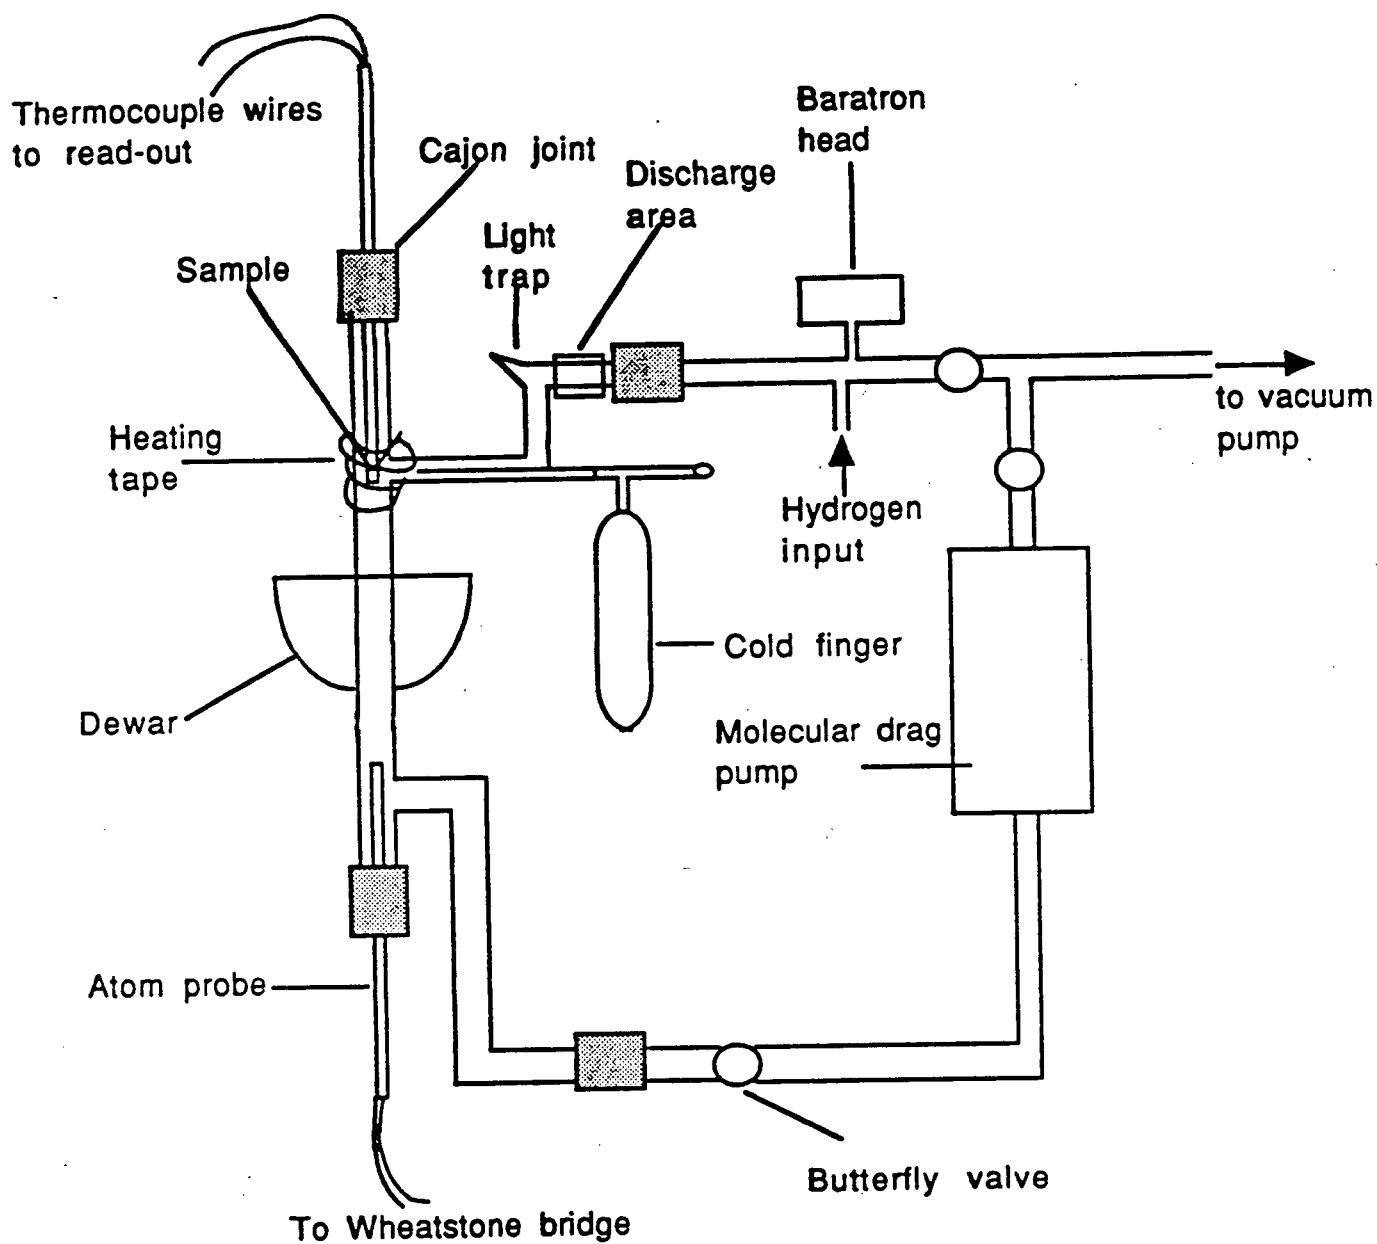 Thermocouple wires
to read-out
Cajon joint
Baratron
head
Discharge
area
Light
trap
Sample
Heating
tape
to vacuum
pump
Hydrogen
input
Cold finger
Dewar
Molecular drag
pump
Atom probe
Butterfly valve
To Wheatstone bridge